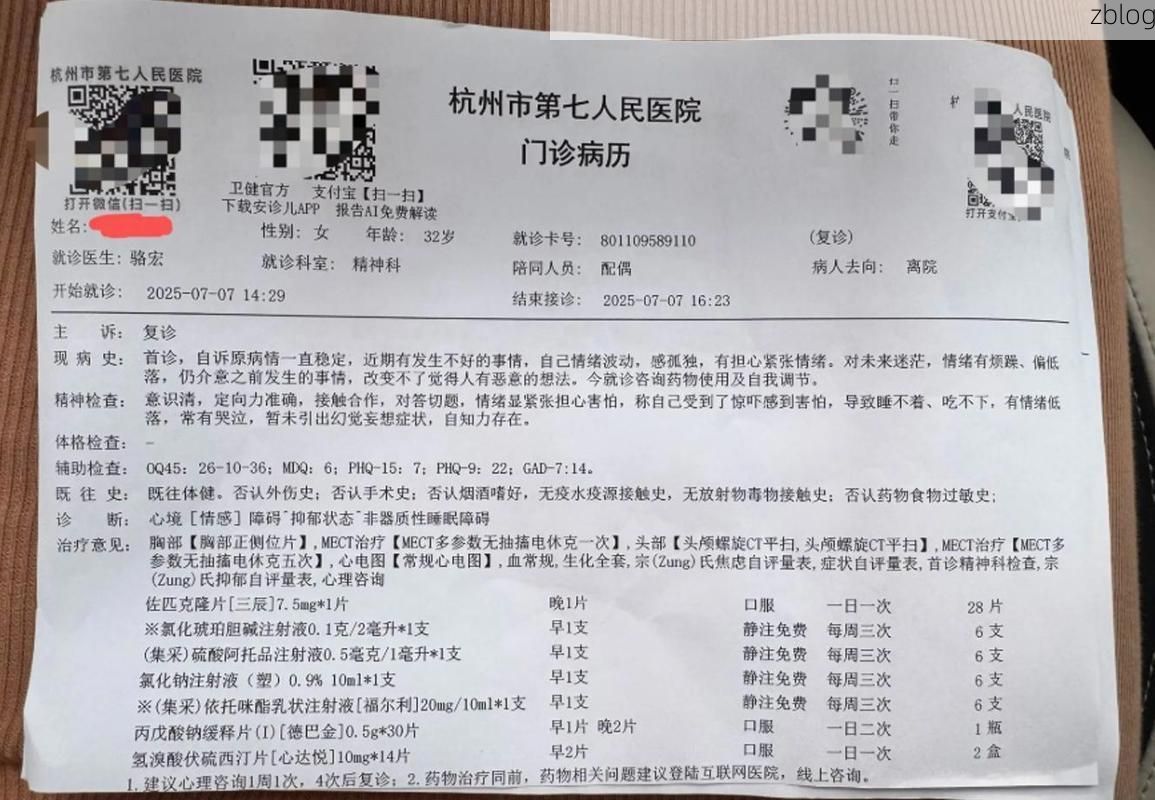 zblog
杭州市第七人民医院
打开微信(扫一扫)
卫健官方 支付宝【扫一扫】
下载安诊儿APP 报告AI免费解读
杭州市第七人民医院
门诊病历
扫一扫带你走
人民医院
打开支付宝
姓名:
性别: 女 年龄: 32岁
就诊卡号: 801109589110
(复诊)
就诊医生: 骆宏
就诊科室: 精神科
陪同人员: 配偶
病人去向: 离院
开始就诊: 2025-07-07 14:29
结束接诊: 2025-07-07 16:23
主 诉: 复诊
现 病 史: 首诊，自诉原病情一直稳定，近期有发生不好的事情，自己情绪波动，感孤独，有担心紧张情绪。对未来迷茫，情绪有烦躁、偏低
落，仍介意之前发生的事情，改变不了觉得人有恶意的想法。今就诊咨询药物使用及自我调节。
精神检查: 意识清，定向力准确，接触合作，对答切题，情绪显紧张担心害怕，称自己受到了惊吓感到害怕，导致睡不着、吃不下，有情绪低
落，常有哭泣，暂未引出幻觉妄想症状，自知力存在。
体格检查: -
辅助检查: OQ45: 26-10-36; MDQ: 6; PHQ-15: 7; PHQ-9: 22; GAD-7:14。
既 往 史: 既往体健。否认外伤史；否认手术史；否认烟酒嗜好，无疫水疫源接触史，无放射物毒物接触史；否认药物食物过敏史；
诊 断: 心境［情感］障碍^抑郁状态^非器质性睡眠障碍
治疗意见: 胸部【胸部正侧位片】,MECT治疗【MECT多参数无抽搐电休克一次】,头部【头颅螺旋CT平扫,头颅螺旋CT平扫】,MECT治疗【MECT多
参数无抽搐电休克五次】,心电图【常规心电图】,血常规,生化全套,宗(Zung)氏焦虑自评量表,症状自评量表,首诊精神科检查,宗
(Zung)氏抑郁自评量表,心理咨询
佐匹克隆片[三辰]7.5mg*1片 晚1片 口服 一日一次 28 片
※氯化琥珀胆碱注射液0.1克/2毫升*1支 早1支 静注免费 每周三次 6 支
(集采)硫酸阿托品注射液0.5毫克/1毫升*1支 早1支 静注免费 每周三次 6 支
氯化钠注射液（塑）0.9% 10ml*1支 早1支 静注免费 每周三次 6 支
※(集采)依托咪酯乳状注射液[福尔利]20mg/10ml*1支 早1支 静注免费 每周三次 6 支
丙戊酸钠缓释片(I)[德巴金]0.5g*30片 早1片 晚2片 口服 一日二次 1 瓶
氢溴酸伏硫西汀片[心达悦]10mg*14片 早2片 口服 一日一次 2 盒
1.建议心理咨询1周1次，4次后复诊；2.药物治疗同前，药物相关问题建议登陆互联网医院，线上咨询。